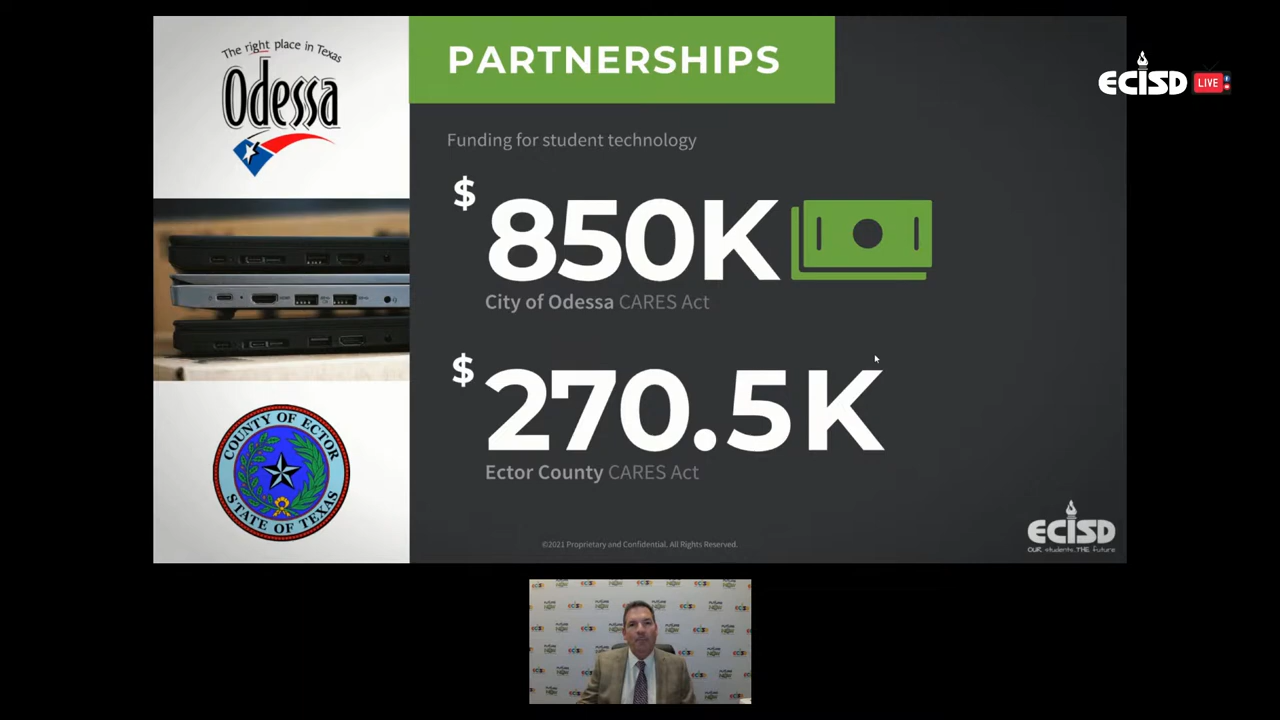 The right place in Texas
Odessa
PARTNERSHIPS
ECISD
LIVE
Funding for student technology
$850K
City of Odessa CARES Act
$270.5K
Ector County CARES Act
COUNTY OF ECTOR
STATE OF TEXAS
©2021 Proprietary and Confidential. All Rights Reserved.
ECISD
OUR students.THE future